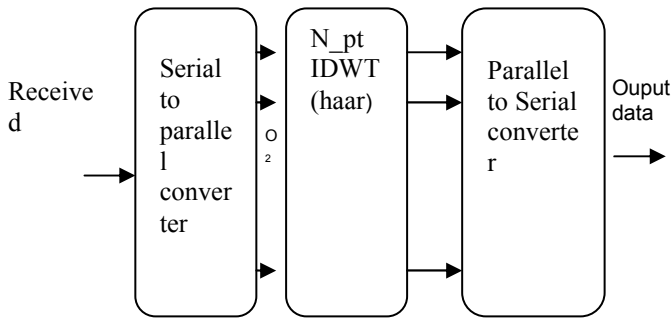 Receive
d
Serial
to
paralle
l
conver
ter
O
2
N_pt
IDWT
(haar)
Parallel
to Serial
converte
r
Ouput
data